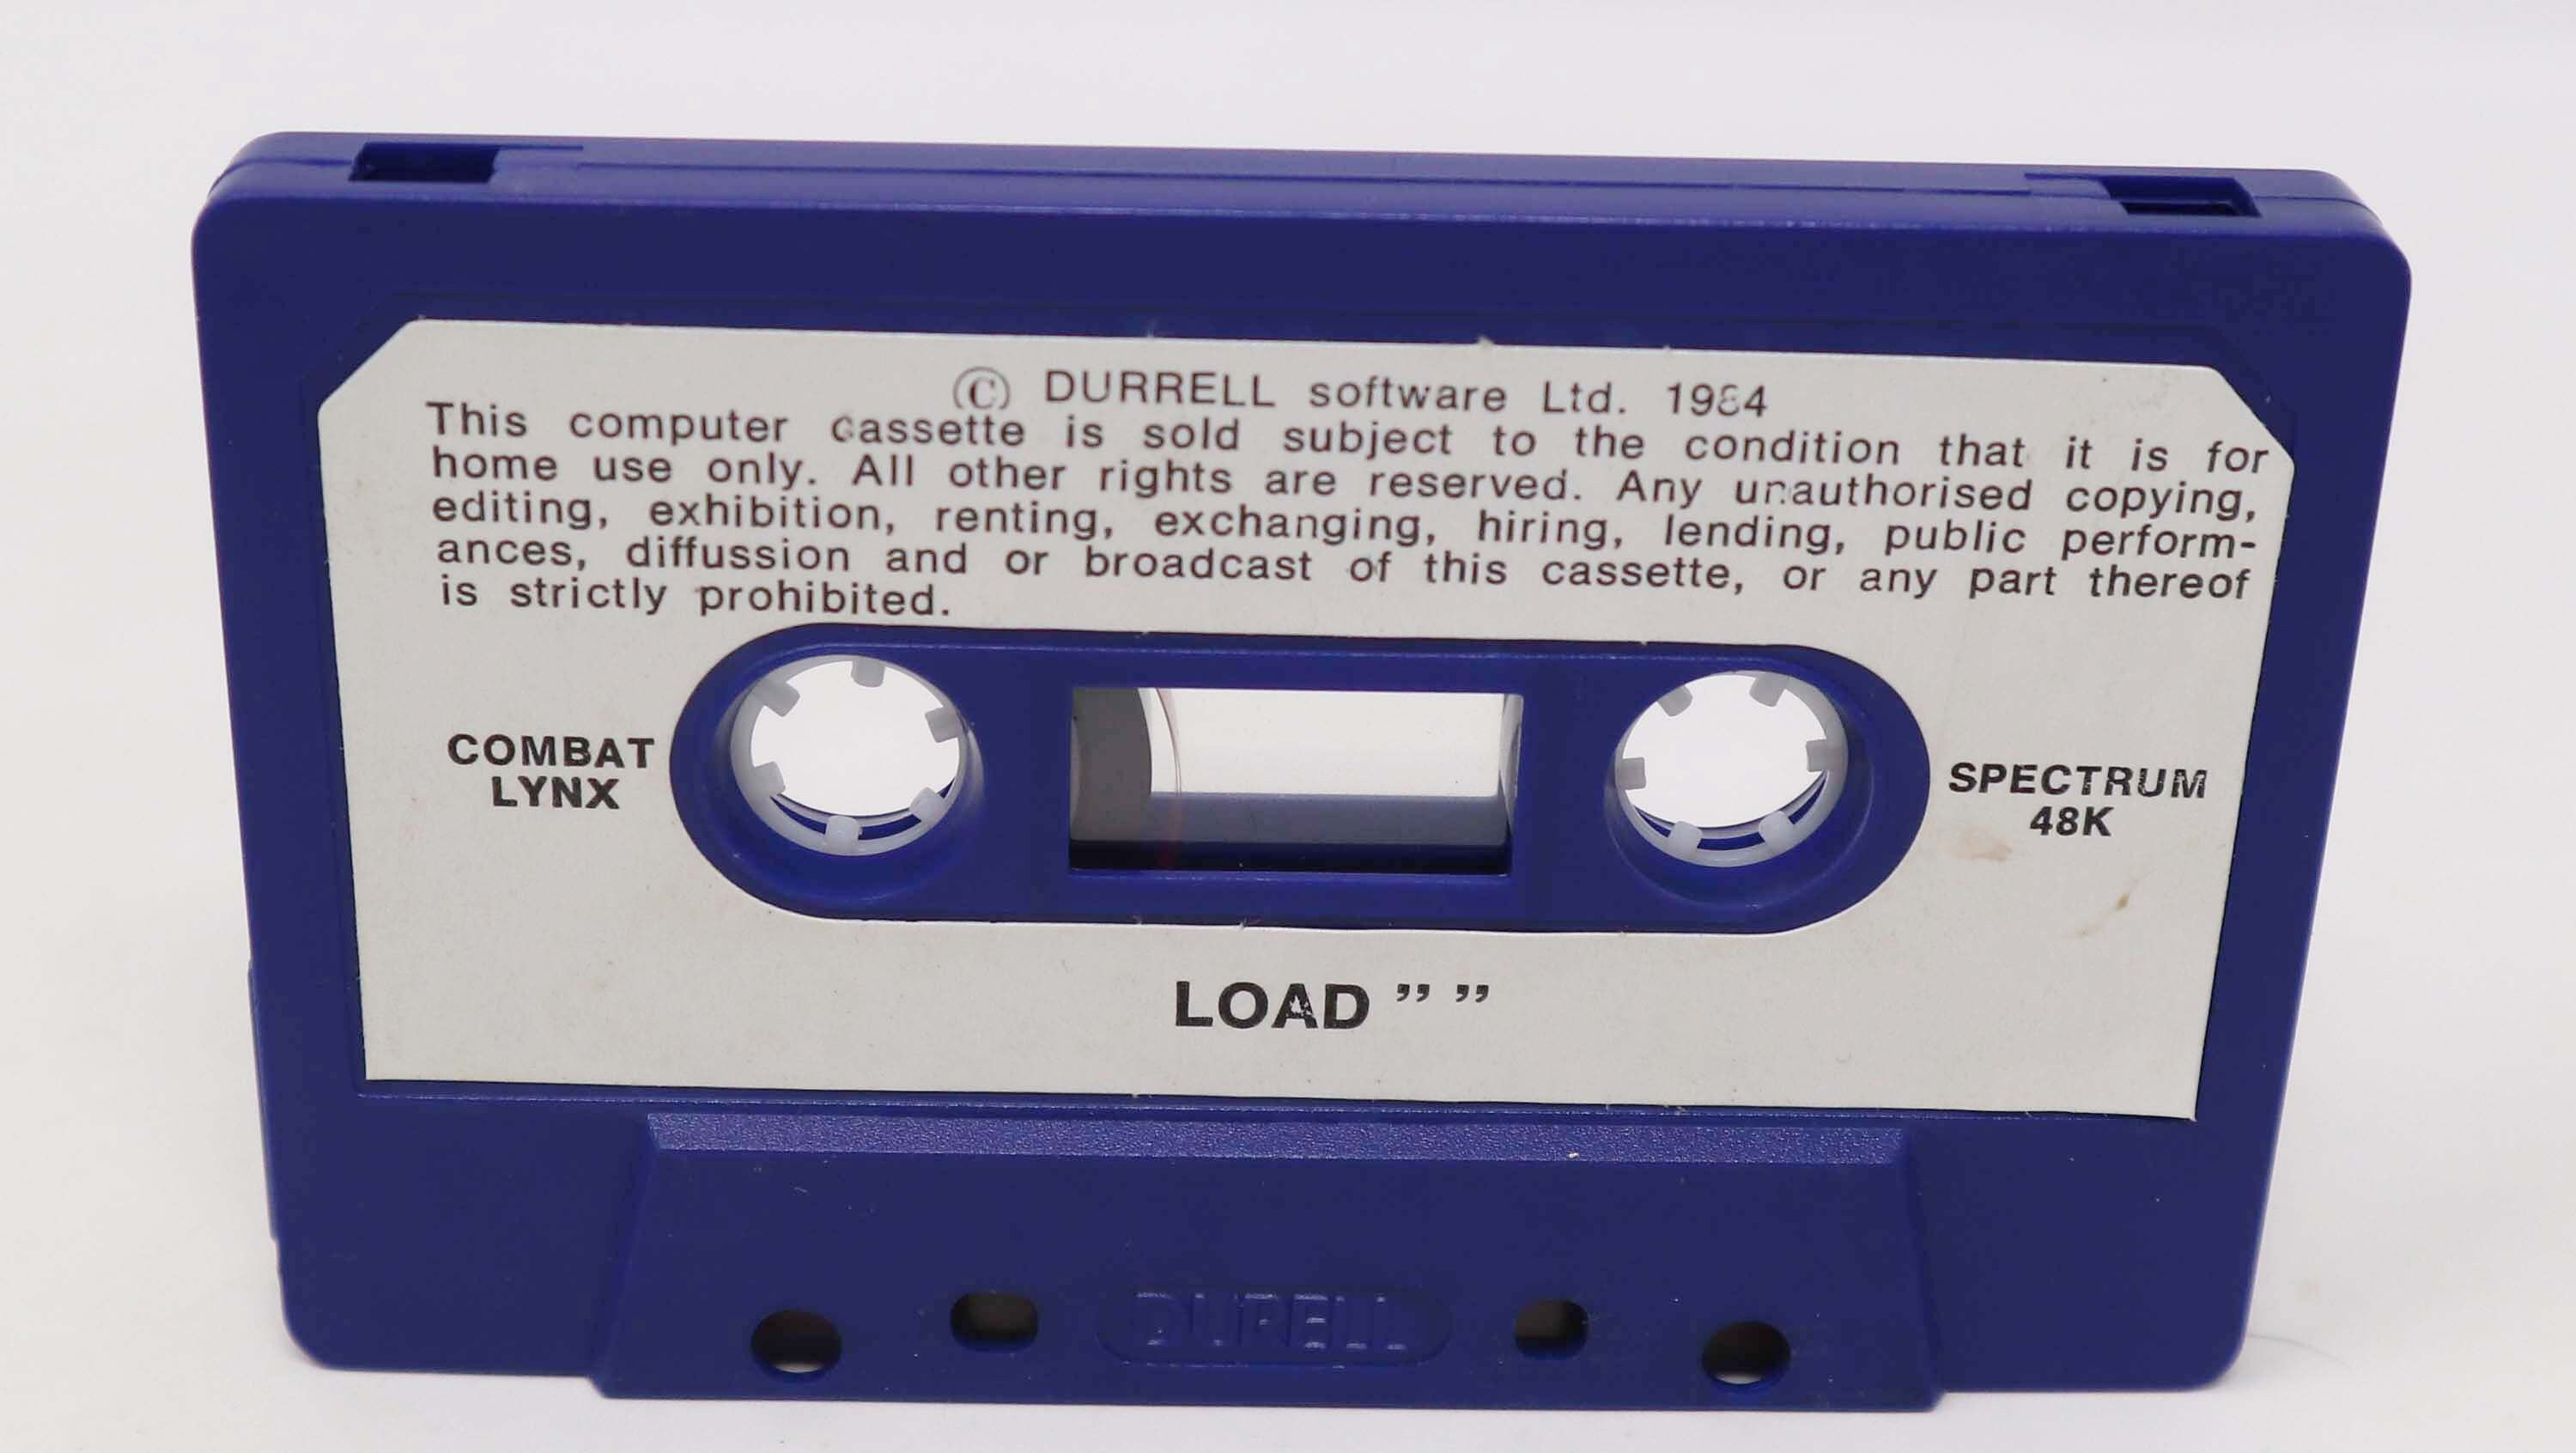 © DURRELL software Ltd. 1984
This computer cassette is sold subject to the condition that it is for
home use only. All other rights are reserved. Any unauthorised copying,
editing, exhibition, renting, exchanging, hiring, lending, public perform-
ances, diffussion and or broadcast of this cassette, or any part thereof
is strictly prohibited.
COMBAT
LYNX
SPECTRUM
48K
LOAD ” ”
DURELL